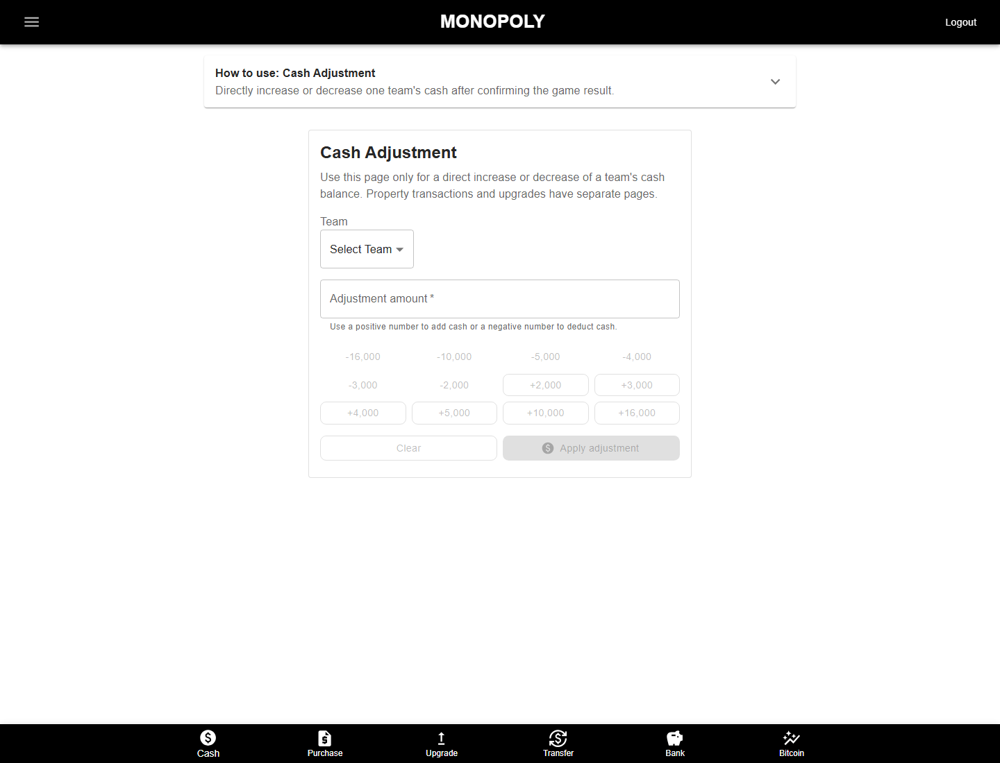 MONOPOLY
Logout
How to use: Cash Adjustment
Directly increase or decrease one team's cash after confirming the game result.
Cash Adjustment
Use this page only for a direct increase or decrease of a team's cash
balance. Property transactions and upgrades have separate pages.
Team
Select Team
Adjustment amount *
Use a positive number to add cash or a negative number to deduct cash.
-16,000 -10,000 -5,000 -4,000
-3,000 -2,000 +2,000 +3,000
+4,000 +5,000 +10,000 +16,000
Clear Apply adjustment
Cash Purchase Upgrade Transfer Bank Bitcoin